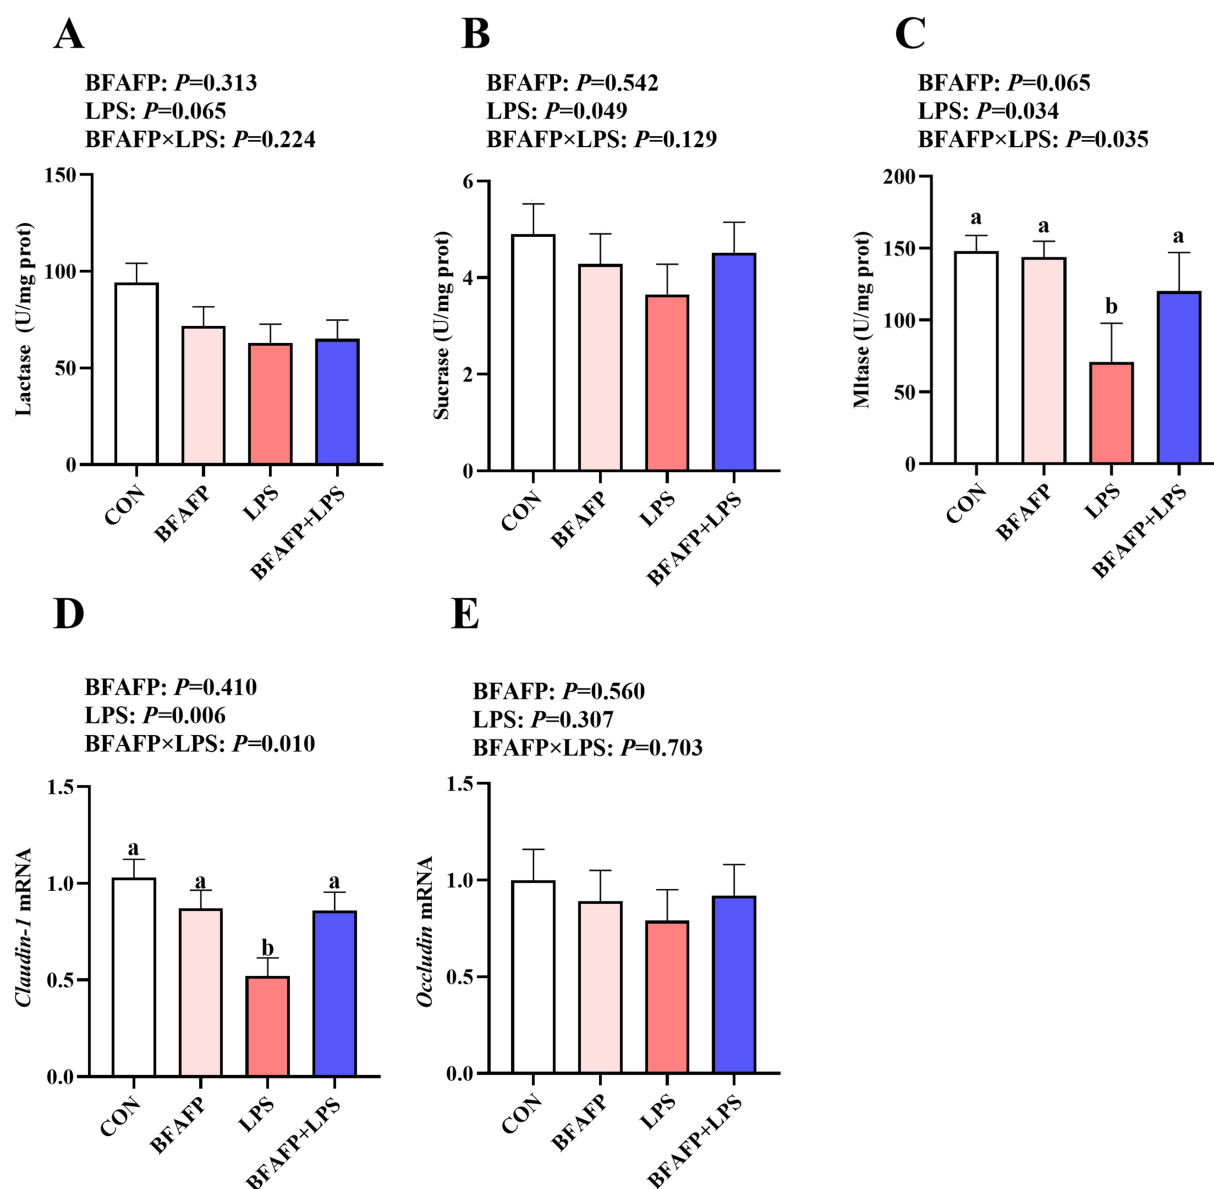 A
BFAFP: P=0.313
LPS: P=0.065
BFAFP×LPS: P=0.224
150
100
50
0
Lactase (U/mg prot)
CON
BFAFP
LPS
BFAFP+LPS
B
BFAFP: P=0.542
LPS: P=0.049
BFAFP×LPS: P=0.129
6
4
2
0
Sucrase (U/mg prot)
CON
BFAFP
LPS
BFAFP+LPS
C
BFAFP: P=0.065
LPS: P=0.034
BFAFP×LPS: P=0.035
200
150
100
50
0
Mltase (U/mg prot)
a
a
b
a
CON
BFAFP
LPS
BFAFP+LPS
D
BFAFP: P=0.410
LPS: P=0.006
BFAFP×LPS: P=0.010
1.5
1.0
0.5
0.0
Claudin-1 mRNA
a
a
b
a
CON
BFAFP
LPS
BFAFP+LPS
E
BFAFP: P=0.560
LPS: P=0.307
BFAFP×LPS: P=0.703
1.5
1.0
0.5
0.0
Occludin mRNA
CON
BFAFP
LPS
BFAFP+LPS